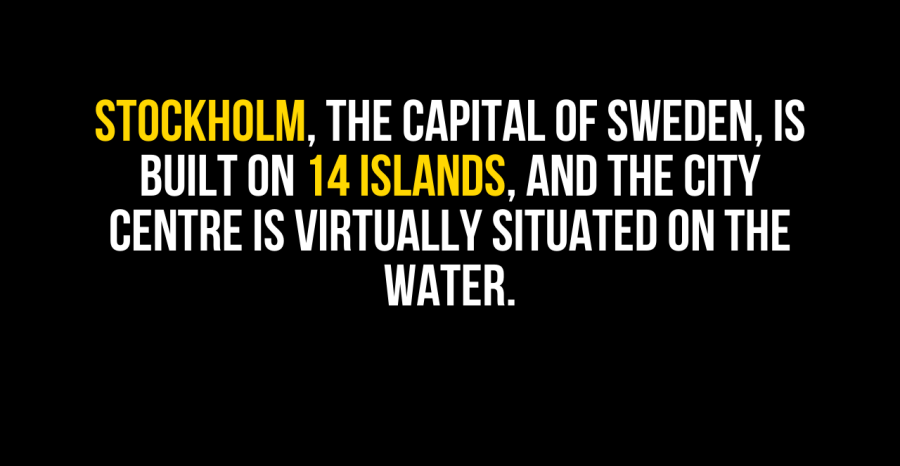 STOCKHOLM, THE CAPITAL OF SWEDEN, IS
BUILT ON 14 ISLANDS, AND THE CITY
CENTRE IS VIRTUALLY SITUATED ON THE
WATER.